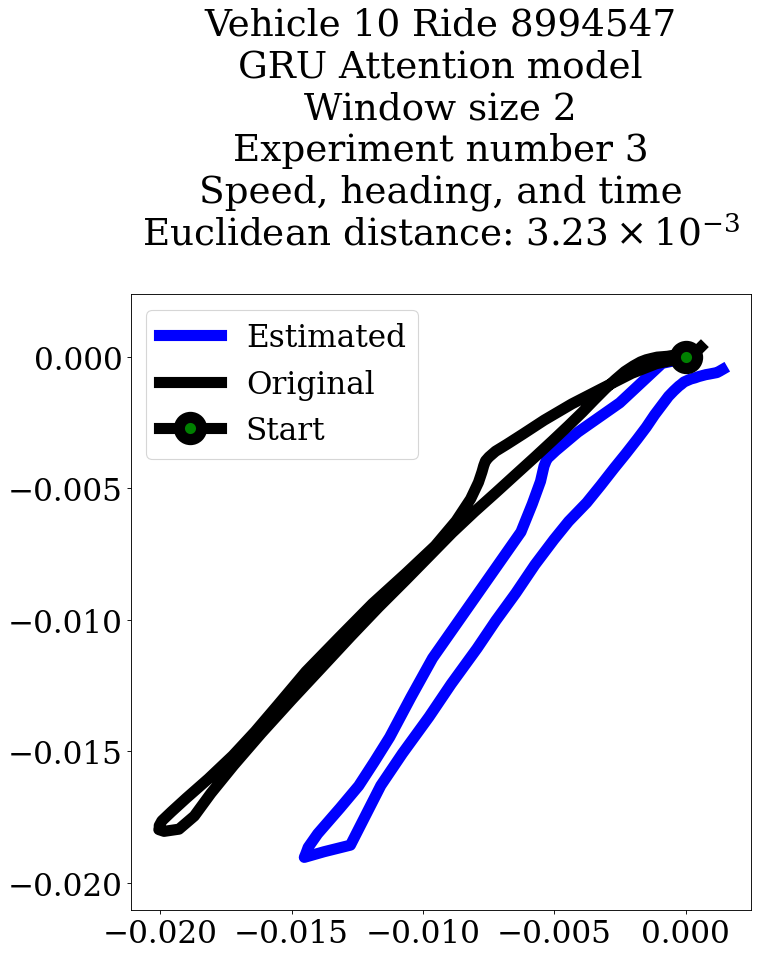 Vehicle 10 Ride 8994547
GRU Attention model
Window size 2
Experiment number 3
Speed, heading, and time
Euclidean distance: 3.23 × 10⁻³
Estimated
Original
Start
0.000
−0.005
−0.010
−0.015
−0.020
−0.020 −0.015 −0.010 −0.005 0.000